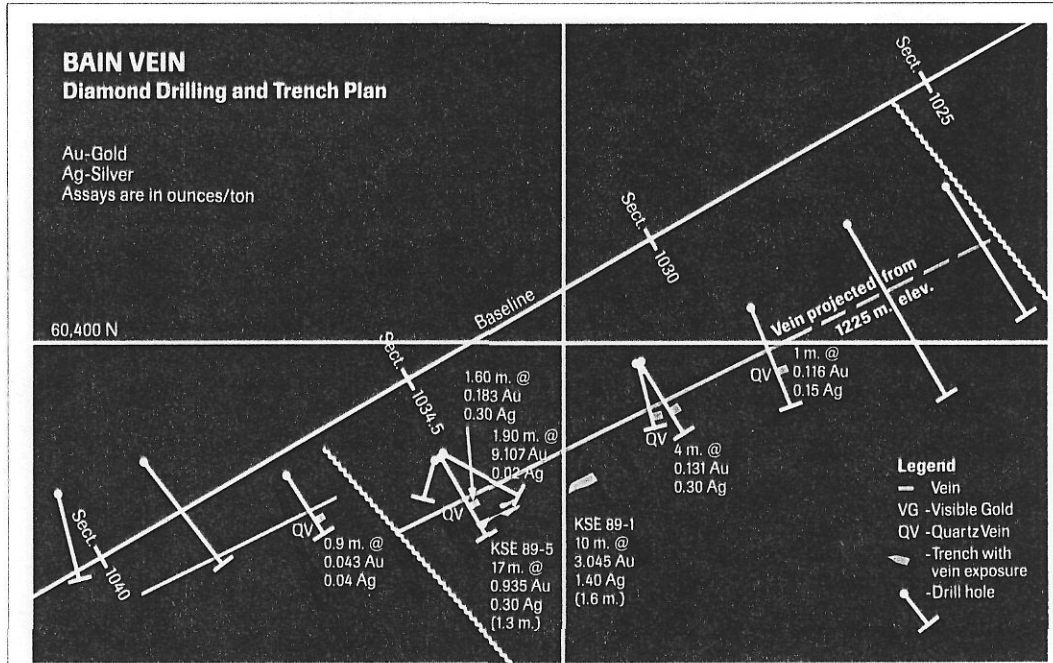 BAIN VEIN
Diamond Drilling and Trench Plan
Au-Gold
Ag-Silver
Assays are in ounces/ton
Sect.
1025
Sect.
1030
Baseline
60,400 N
Vein projected from
1225 m. elev.
Sect.
1034.5
1.60 m. @
0.183 Au
0.30 Ag
1.90 m. @
9.107 Au
0.02 Ag
QV
1 m. @
0.116 Au
0.15 Ag
QV
4 m. @
0.131 Au
0.30 Ag
QV
QV
0.9 m. @
0.043 Au
0.04 Ag
Sect.
1040
KSE 89-5
17 m. @
0.935 Au
0.30 Ag
(1.3 m.)
KSE 89-1
10 m. @
3.045 Au
1.40 Ag
(1.6 m.)
Legend
- Vein
VG -Visible Gold
QV -Quartz Vein
-Trench with
vein exposure
-Drill hole